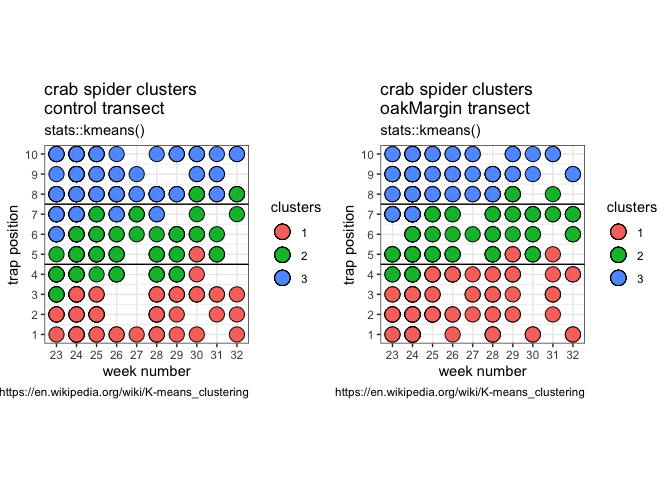 crab spider clusters
control transect
stats::kmeans()
trap position
10
9
8
7
6
5
4
3
2
1
23 24 25 26 27 28 29 30 31 32
week number
https://en.wikipedia.org/wiki/K-means_clustering
clusters
1
2
3
crab spider clusters
oakMargin transect
stats::kmeans()
trap position
10
9
8
7
6
5
4
3
2
1
23 24 25 26 27 28 29 30 31 32
week number
https://en.wikipedia.org/wiki/K-means_clustering
clusters
1
2
3